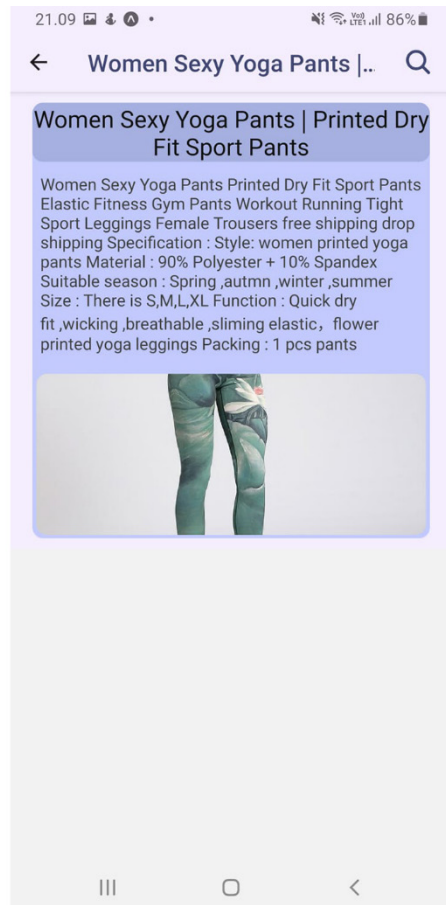 21.09
Vo))
LTE1
86%
Women Sexy Yoga Pants |..
Women Sexy Yoga Pants | Printed Dry
Fit Sport Pants
Women Sexy Yoga Pants Printed Dry Fit Sport Pants
Elastic Fitness Gym Pants Workout Running Tight
Sport Leggings Female Trousers free shipping drop
shipping Specification : Style: women printed yoga
pants Material : 90% Polyester + 10% Spandex
Suitable season : Spring ,autmn ,winter ,summer
Size : There is S,M,L,XL Function : Quick dry
fit ,wicking ,breathable ,sliming elastic，flower
printed yoga leggings Packing : 1 pcs pants